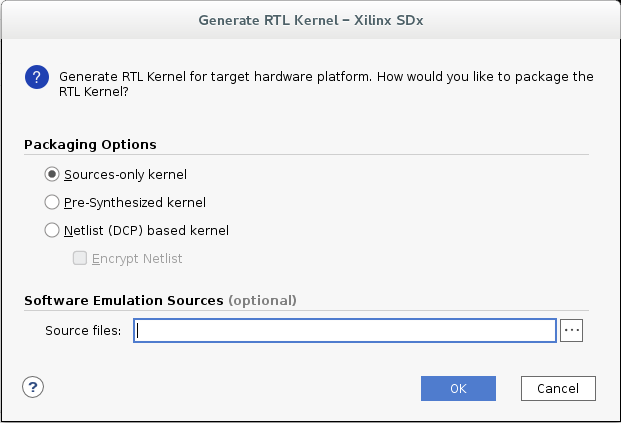 Generate RTL Kernel – Xilinx SDx
? Generate RTL Kernel for target hardware platform. How would you like to package the
RTL Kernel?
Packaging Options
Sources-only kernel
Pre-Synthesized kernel
Netlist (DCP) based kernel
Encrypt Netlist
Software Emulation Sources (optional)
Source files: ...
? OK Cancel